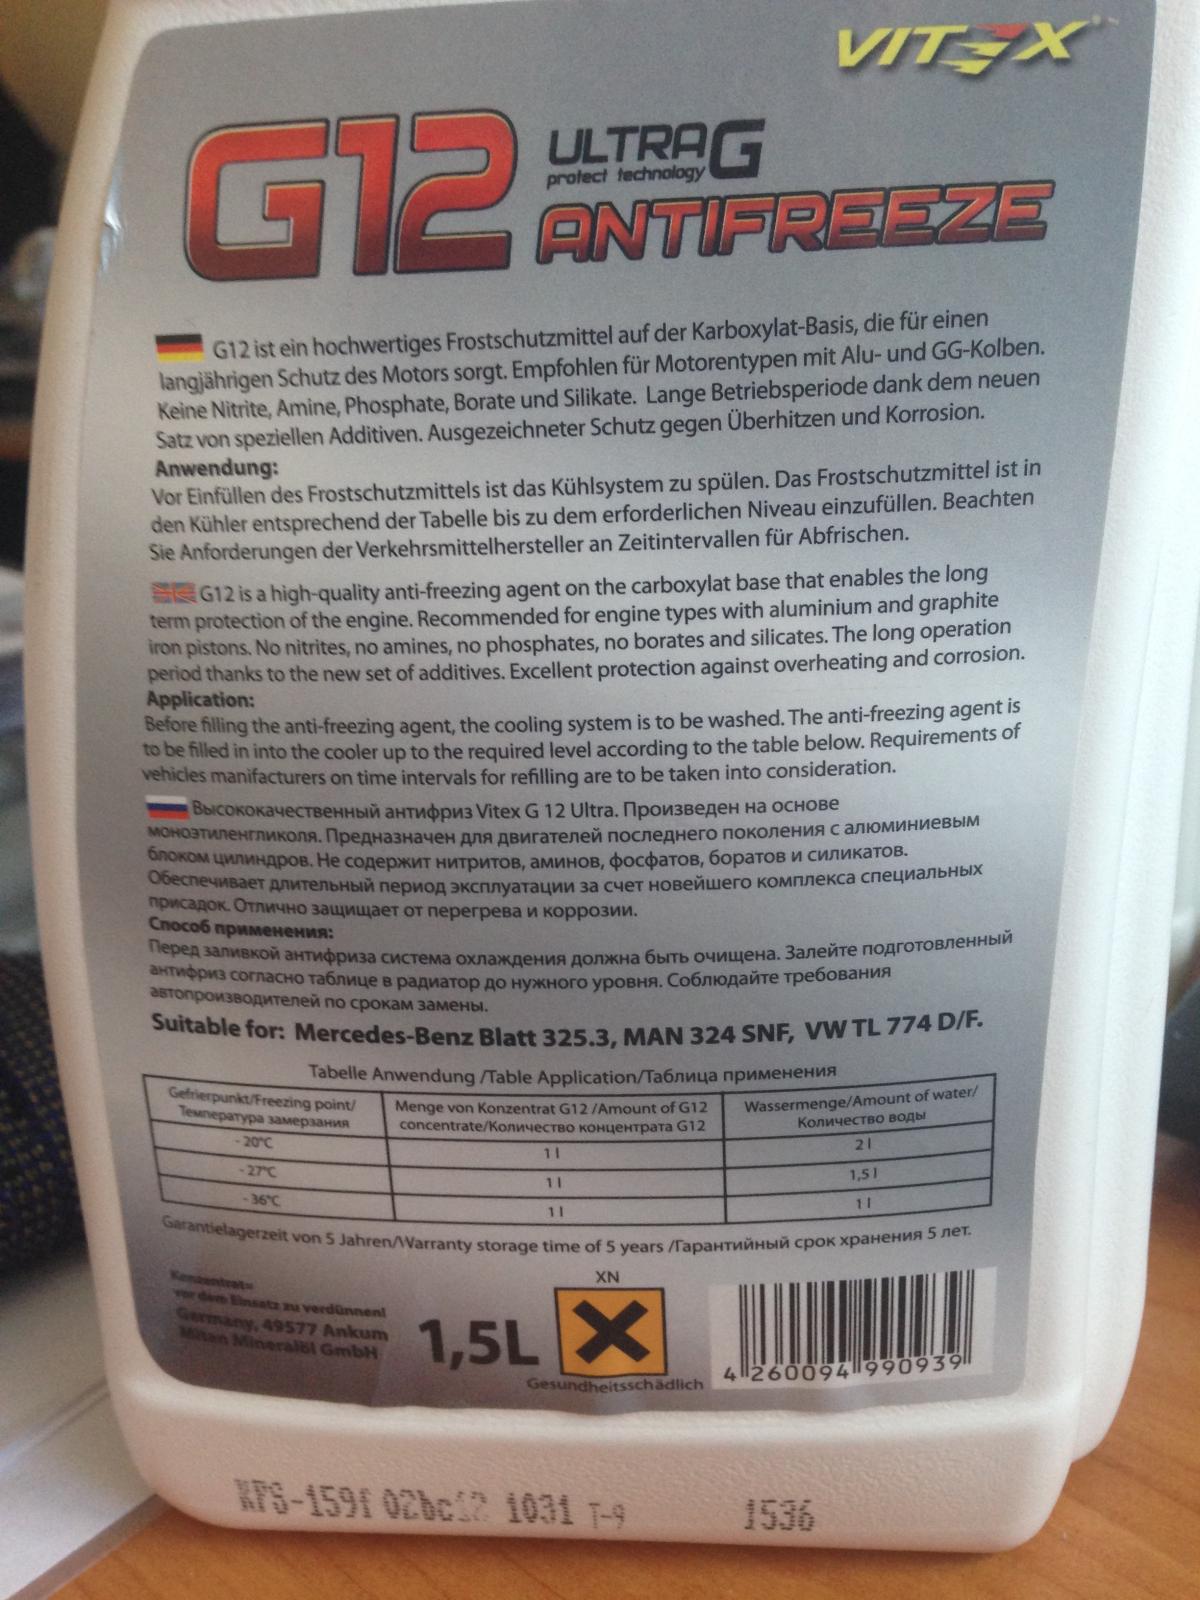 VITEX
G12 ULTRA G
protect technology
ANTIFREEZE
G12 ist ein hochwertiges Frostschutzmittel auf der Karboxylat-Basis, die für einen
langjährigen Schutz des Motors sorgt. Empfohlen für Motorentypen mit Alu- und GG-Kolben.
Keine Nitrite, Amine, Phosphate, Borate und Silikate. Lange Betriebsperiode dank dem neuen
Satz von speziellen Additiven. Ausgezeichneter Schutz gegen Überhitzen und Korrosion.
Anwendung:
Vor Einfüllen des Frostschutzmittels ist das Kühlsystem zu spülen. Das Frostschutzmittel ist in
den Kühler entsprechend der Tabelle bis zu dem erforderlichen Niveau einzufüllen. Beachten
Sie Anforderungen der Verkehrsmittelhersteller an Zeitintervallen für Abfrischen.
G12 is a high-quality anti-freezing agent on the carboxylat base that enables the long
term protection of the engine. Recommended for engine types with aluminium and graphite
iron pistons. No nitrites, no amines, no phosphates, no borates and silicates. The long operation
period thanks to the new set of additives. Excellent protection against overheating and corrosion.
Application:
Before filling the anti-freezing agent, the cooling system is to be washed. The anti-freezing agent is
to be filled in into the cooler up to the required level according to the table below. Requirements of
vehicles manifacturers on time intervals for refilling are to be taken into consideration.
Высококачественный антифриз Vitex G 12 Ultra. Произведен на основе
моноэтиленгликоля. Предназначен для двигателей последнего поколения с алюминиевым
блоком цилиндров. Не содержит нитритов, аминов, фосфатов, боратов и силикатов.
Обеспечивает длительный период эксплуатации за счет новейшего комплекса специальных
присадок. Отлично защищает от перегрева и коррозии.
Способ применения:
Перед заливкой антифриза система охлаждения должна быть очищена. Залейте подготовленный
антифриз согласно таблице в радиатор до нужного уровня. Соблюдайте требования
автопроизводителей по срокам замены.
Suitable for: Mercedes-Benz Blatt 325.3, MAN 324 SNF, VW TL 774 D/F.
Tabelle Anwendung /Table Application/Таблица применения
Gefrierpunkt/Freezing point/
Температура замерзания
Menge von Konzentrat G12 /Amount of G12
concentrate/Количество концентрата G12
Wassermenge/Amount of water/
Количество воды
- 20°C 1 l 2 l
- 27°C 1 l 1,5 l
- 36°C 1 l 1 l
Garantielagerzeit von 5 Jahren/Warranty storage time of 5 years /Гарантийный срок хранения 5 лет.
Konzentrat=
vor dem Einsatz zu verdünnen!
Germany, 49577 Ankum
Mitan Mineralöl GmbH
1,5L
XN
Gesundheitsschädlich
4 260094 990939
KFS-159f 02bc12 1031 T-9 1536